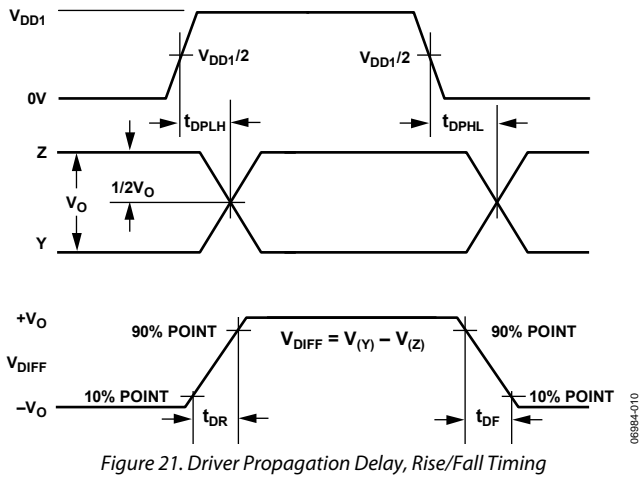 VDD1
VDD1/2
VDD1/2
0V
tDPLH
tDPHL
Z
1/2VO
VO
Y
+VO
90% POINT
VDIFF = V(Y) – V(Z)
90% POINT
VDIFF
10% POINT
10% POINT
–VO
tDR
tDF
06984-010
Figure 21. Driver Propagation Delay, Rise/Fall Timing